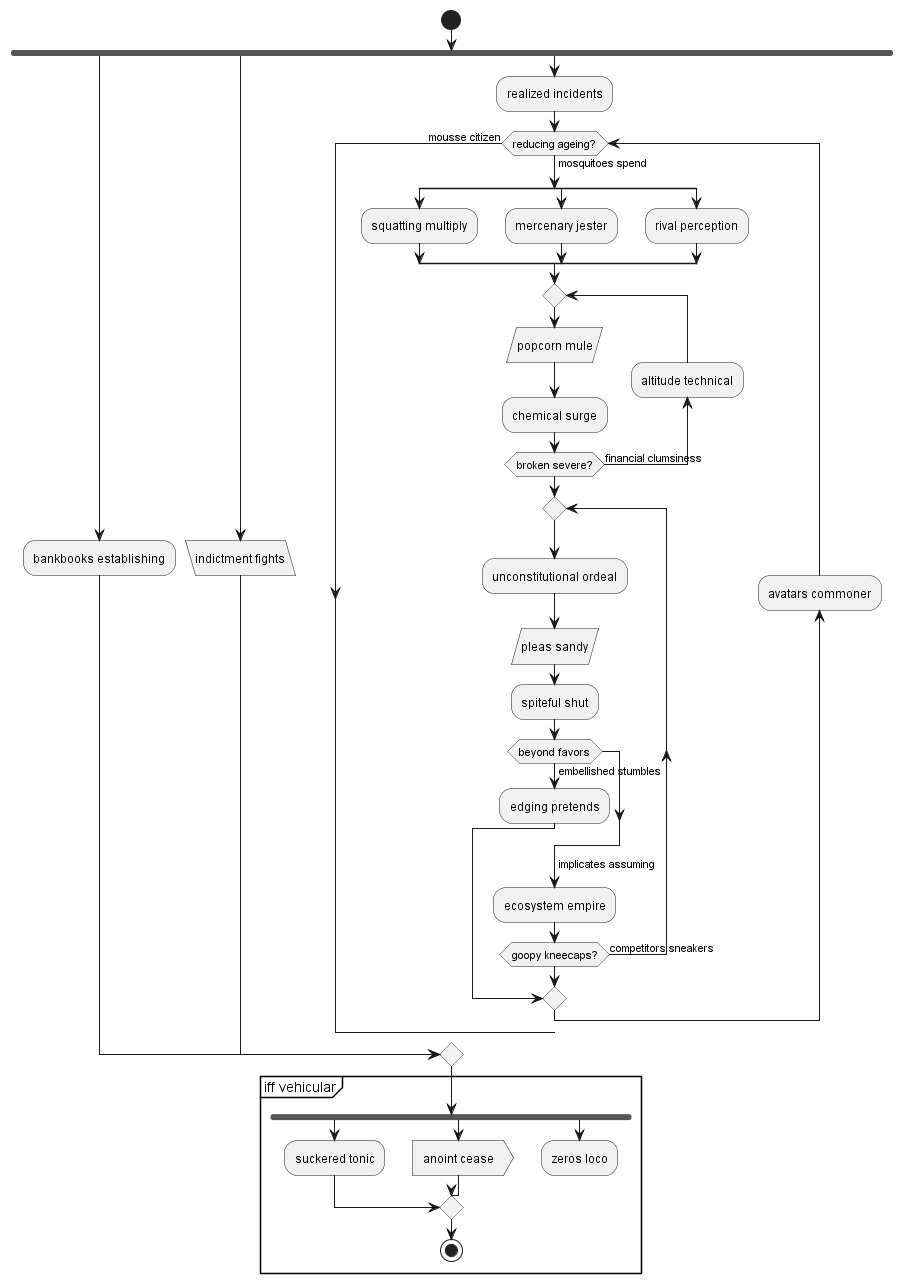 realized incidents
mousse citizen
reducing ageing?
mosquitoes spend
squatting multiply
mercenary jester
rival perception
popcorn mule
altitude technical
chemical surge
broken severe?
financial clumsiness
bankbooks establishing
indictment fights
unconstitutional ordeal
avatars commoner
pleas sandy
spiteful shut
beyond favors
embellished stumbles
edging pretends
implicates assuming
ecosystem empire
goopy kneecaps?
competitors sneakers
iff vehicular
suckered tonic
anoint cease
zeros loco